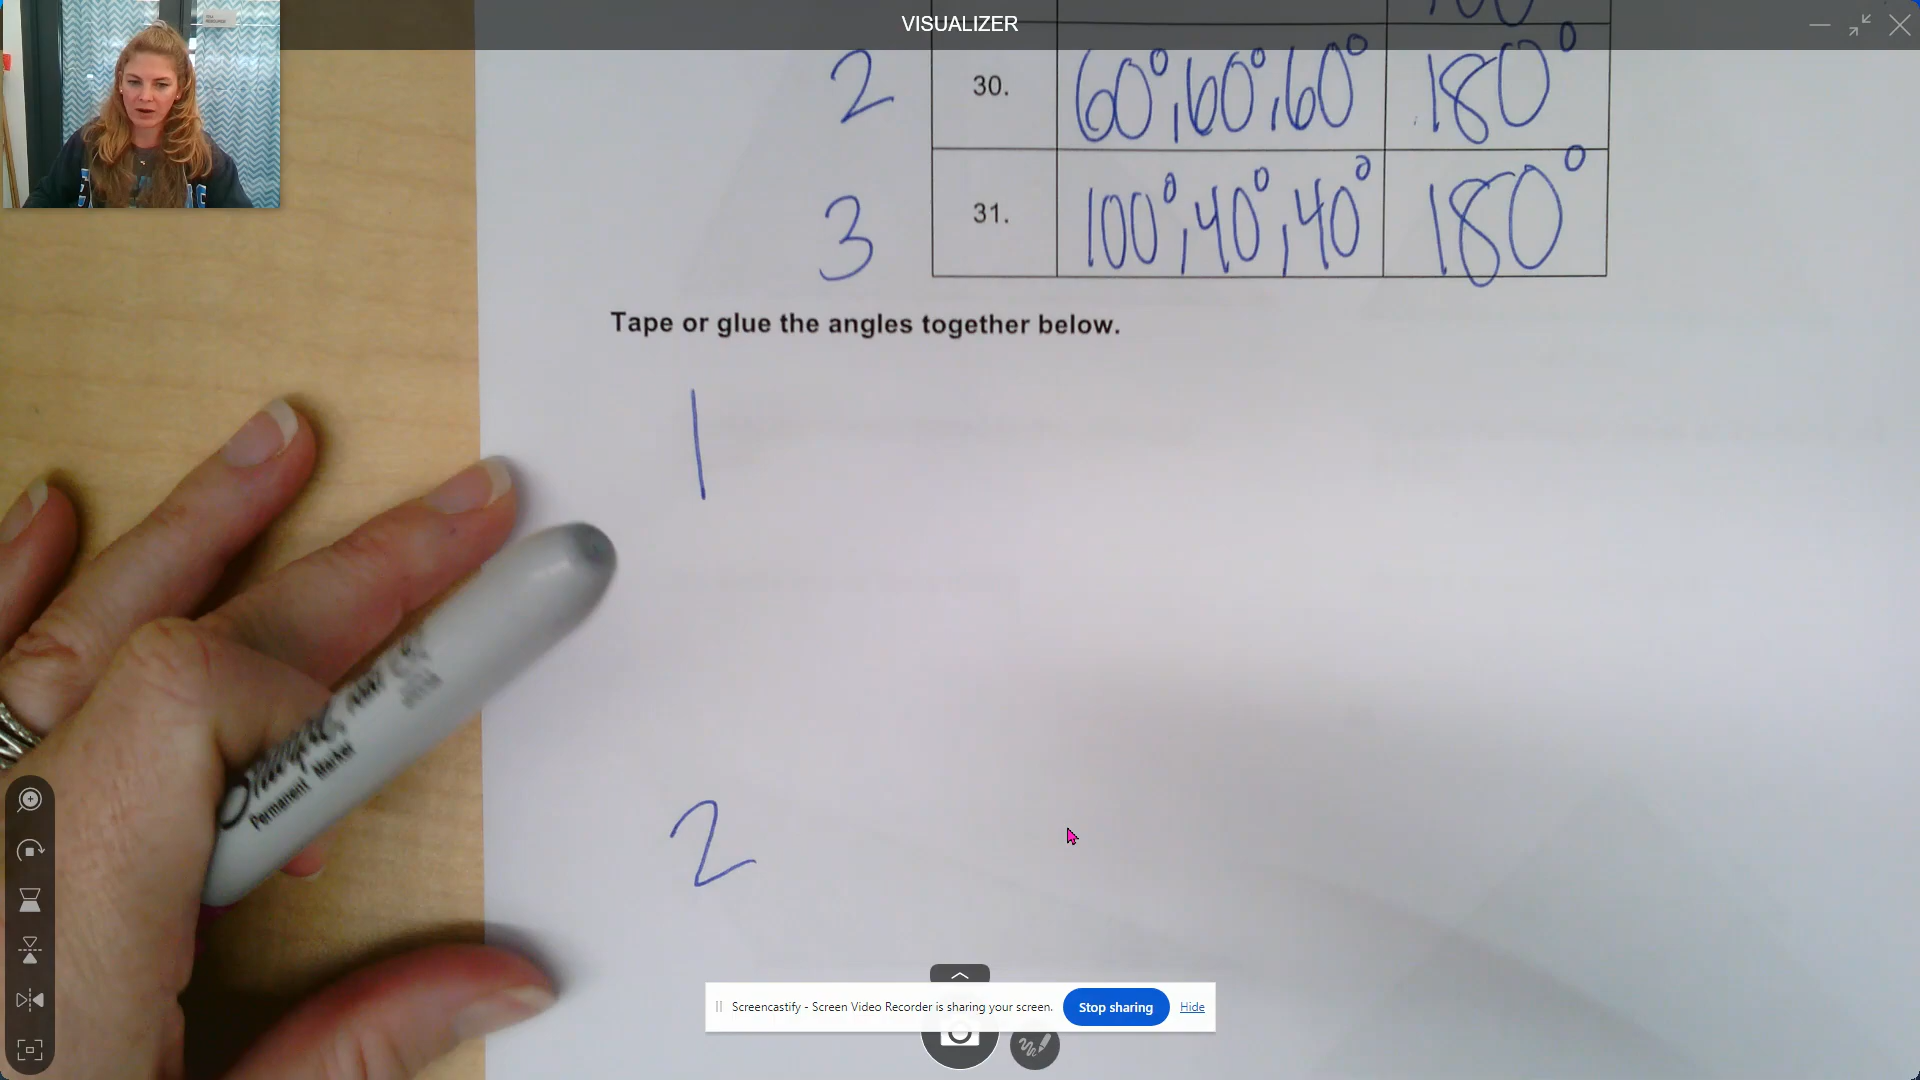 VISUALIZER
2 30. 60°, 60°, 60° 180°
3 31. 100°, 40°, 40° 180°
Tape or glue the angles together below.
1
Permanent Marker
2
Screencastify - Screen Video Recorder is sharing your screen. Stop sharing Hide